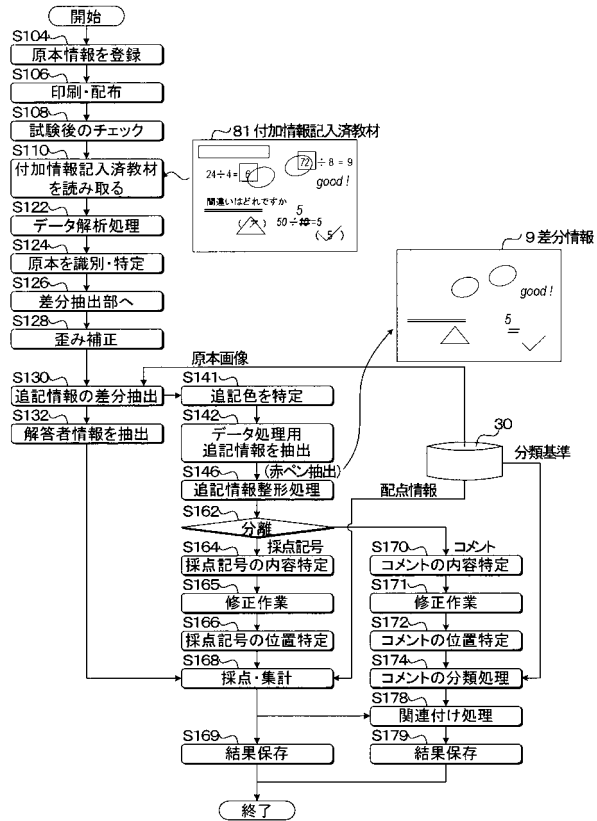 開始
S104
原本情報を登録
S106
印刷・配布
S108
試験後のチェック
S110
付加情報記入済教材
を読み取る
81 付加情報記入済教材
24÷4= 6
72 ÷8 = 9
good !
間違いはどれですか
5
50÷10=5
( 5 )
S122
データ解析処理
S124
原本を識別・特定
S126
差分抽出部へ
S128
歪み補正
9 差分情報
good !
5
原本画像
S130
追記情報の差分抽出
S132
解答者情報を抽出
S141
追記色を特定
S142
データ処理用
追記情報を抽出
(赤ペン抽出)
S146
追記情報整形処理
30
分類基準
配点情報
S162
分離
採点記号
コメント
S164
採点記号の内容特定
S165
修正作業
S166
採点記号の位置特定
S168
採点・集計
S170
コメントの内容特定
S171
修正作業
S172
コメントの位置特定
S174
コメントの分類処理
S178
関連付け処理
S169
結果保存
S179
結果保存
終了